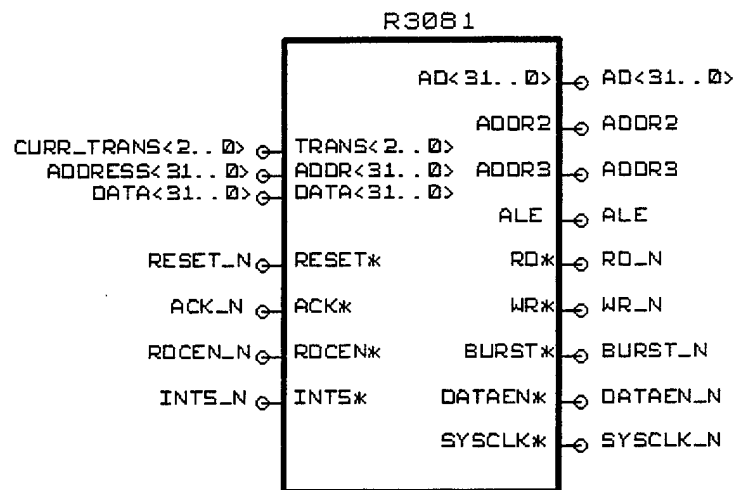 R3081
AD<31..0> AD<31..0>
ADDR2 ADDR2
CURR_TRANS<2..0> TRANS<2..0>
ADDRESS<31..0> ADDR<31..0> ADDR3 ADDR3
DATA<31..0> DATA<31..0>
ALE ALE
RESET_N RESET* RD* RD_N
ACK_N ACK* WR* WR_N
RDCEN_N RDCEN* BURST* BURST_N
INT5_N INT5* DATAEN* DATAEN_N
SYSCLK* SYSCLK_N